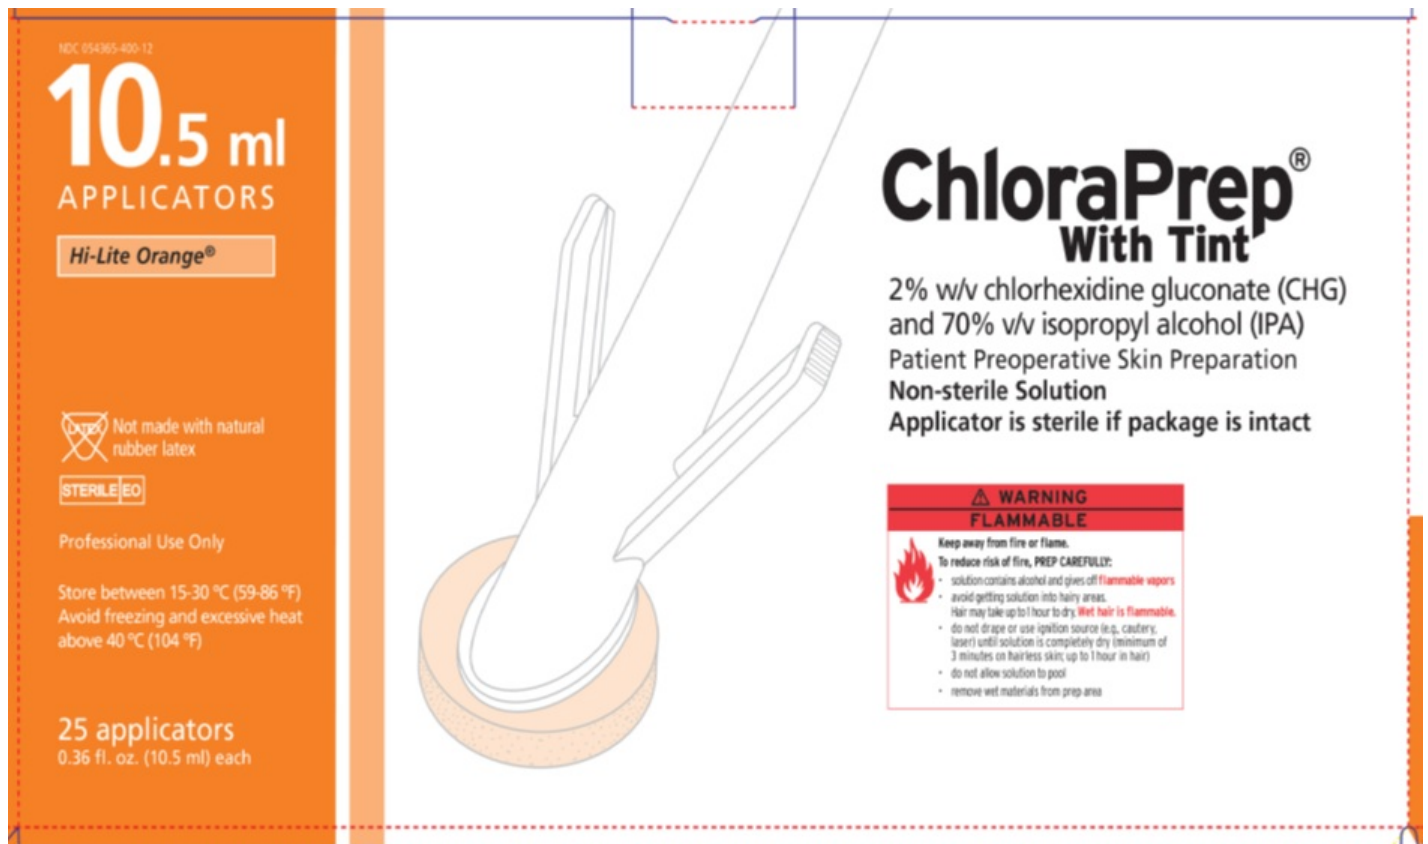 NDC 054365-400-12
10.5 ml
APPLICATORS
Hi-Lite Orange®
LATEX
Not made with natural
rubber latex
STERILE EO
Professional Use Only
Store between 15-30 ºC (59-86 ºF)
Avoid freezing and excessive heat
above 40 ºC (104 ºF)
25 applicators
0.36 fl. oz. (10.5 ml) each
ChloraPrep®
With Tint
2% w/v chlorhexidine gluconate (CHG)
and 70% v/v isopropyl alcohol (IPA)
Patient Preoperative Skin Preparation
Non-sterile Solution
Applicator is sterile if package is intact
⚠ WARNING
FLAMMABLE
Keep away from fire or flame.
To reduce risk of fire, PREP CAREFULLY:
• solution contains alcohol and gives off flammable vapors
• avoid getting solution into hairy areas.
Hair may take up to 1 hour to dry. Wet hair is flammable.
• do not drape or use ignition source (e.g., cautery,
laser) until solution is completely dry (minimum of
3 minutes on hairless skin; up to 1 hour in hair)
• do not allow solution to pool
• remove wet materials from prep area